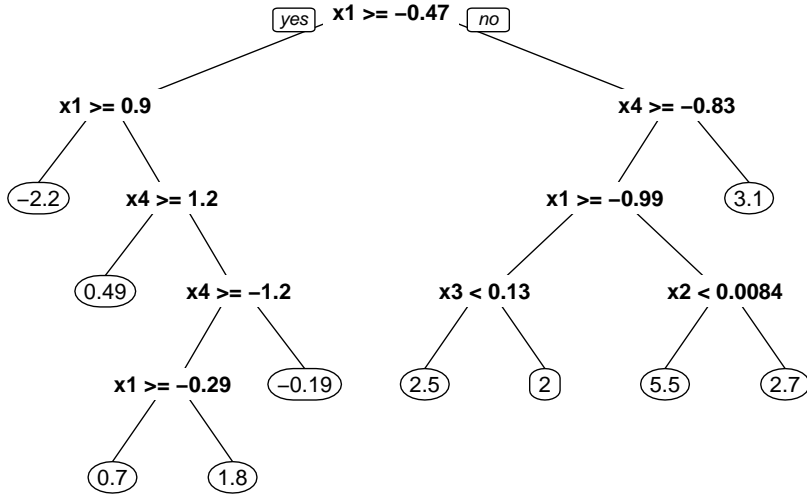 yes x1 >= −0.47 no
x1 >= 0.9 x4 >= −0.83
−2.2 x4 >= 1.2 x1 >= −0.99 3.1
0.49 x4 >= −1.2 x3 < 0.13 x2 < 0.0084
x1 >= −0.29 −0.19 2.5 2 5.5 2.7
0.7 1.8